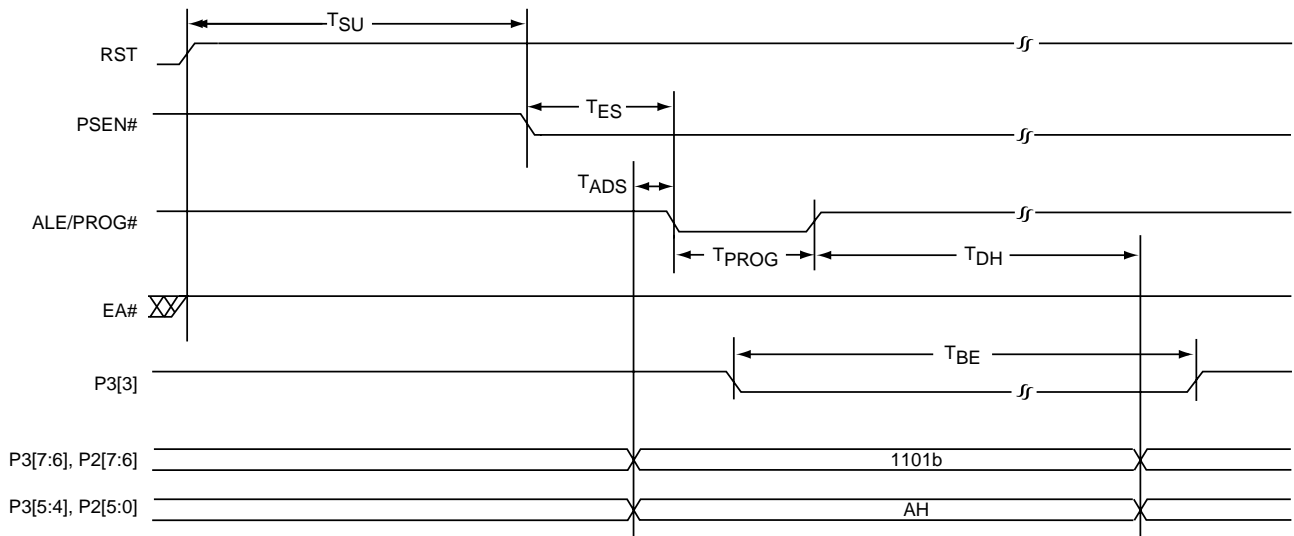 TSU
RST
TES
PSEN#
TADS
ALE/PROG#
TPROG
TDH
EA#
TBE
P3[3]
P3[7:6], P2[7:6]
1101b
P3[5:4], P2[5:0]
AH